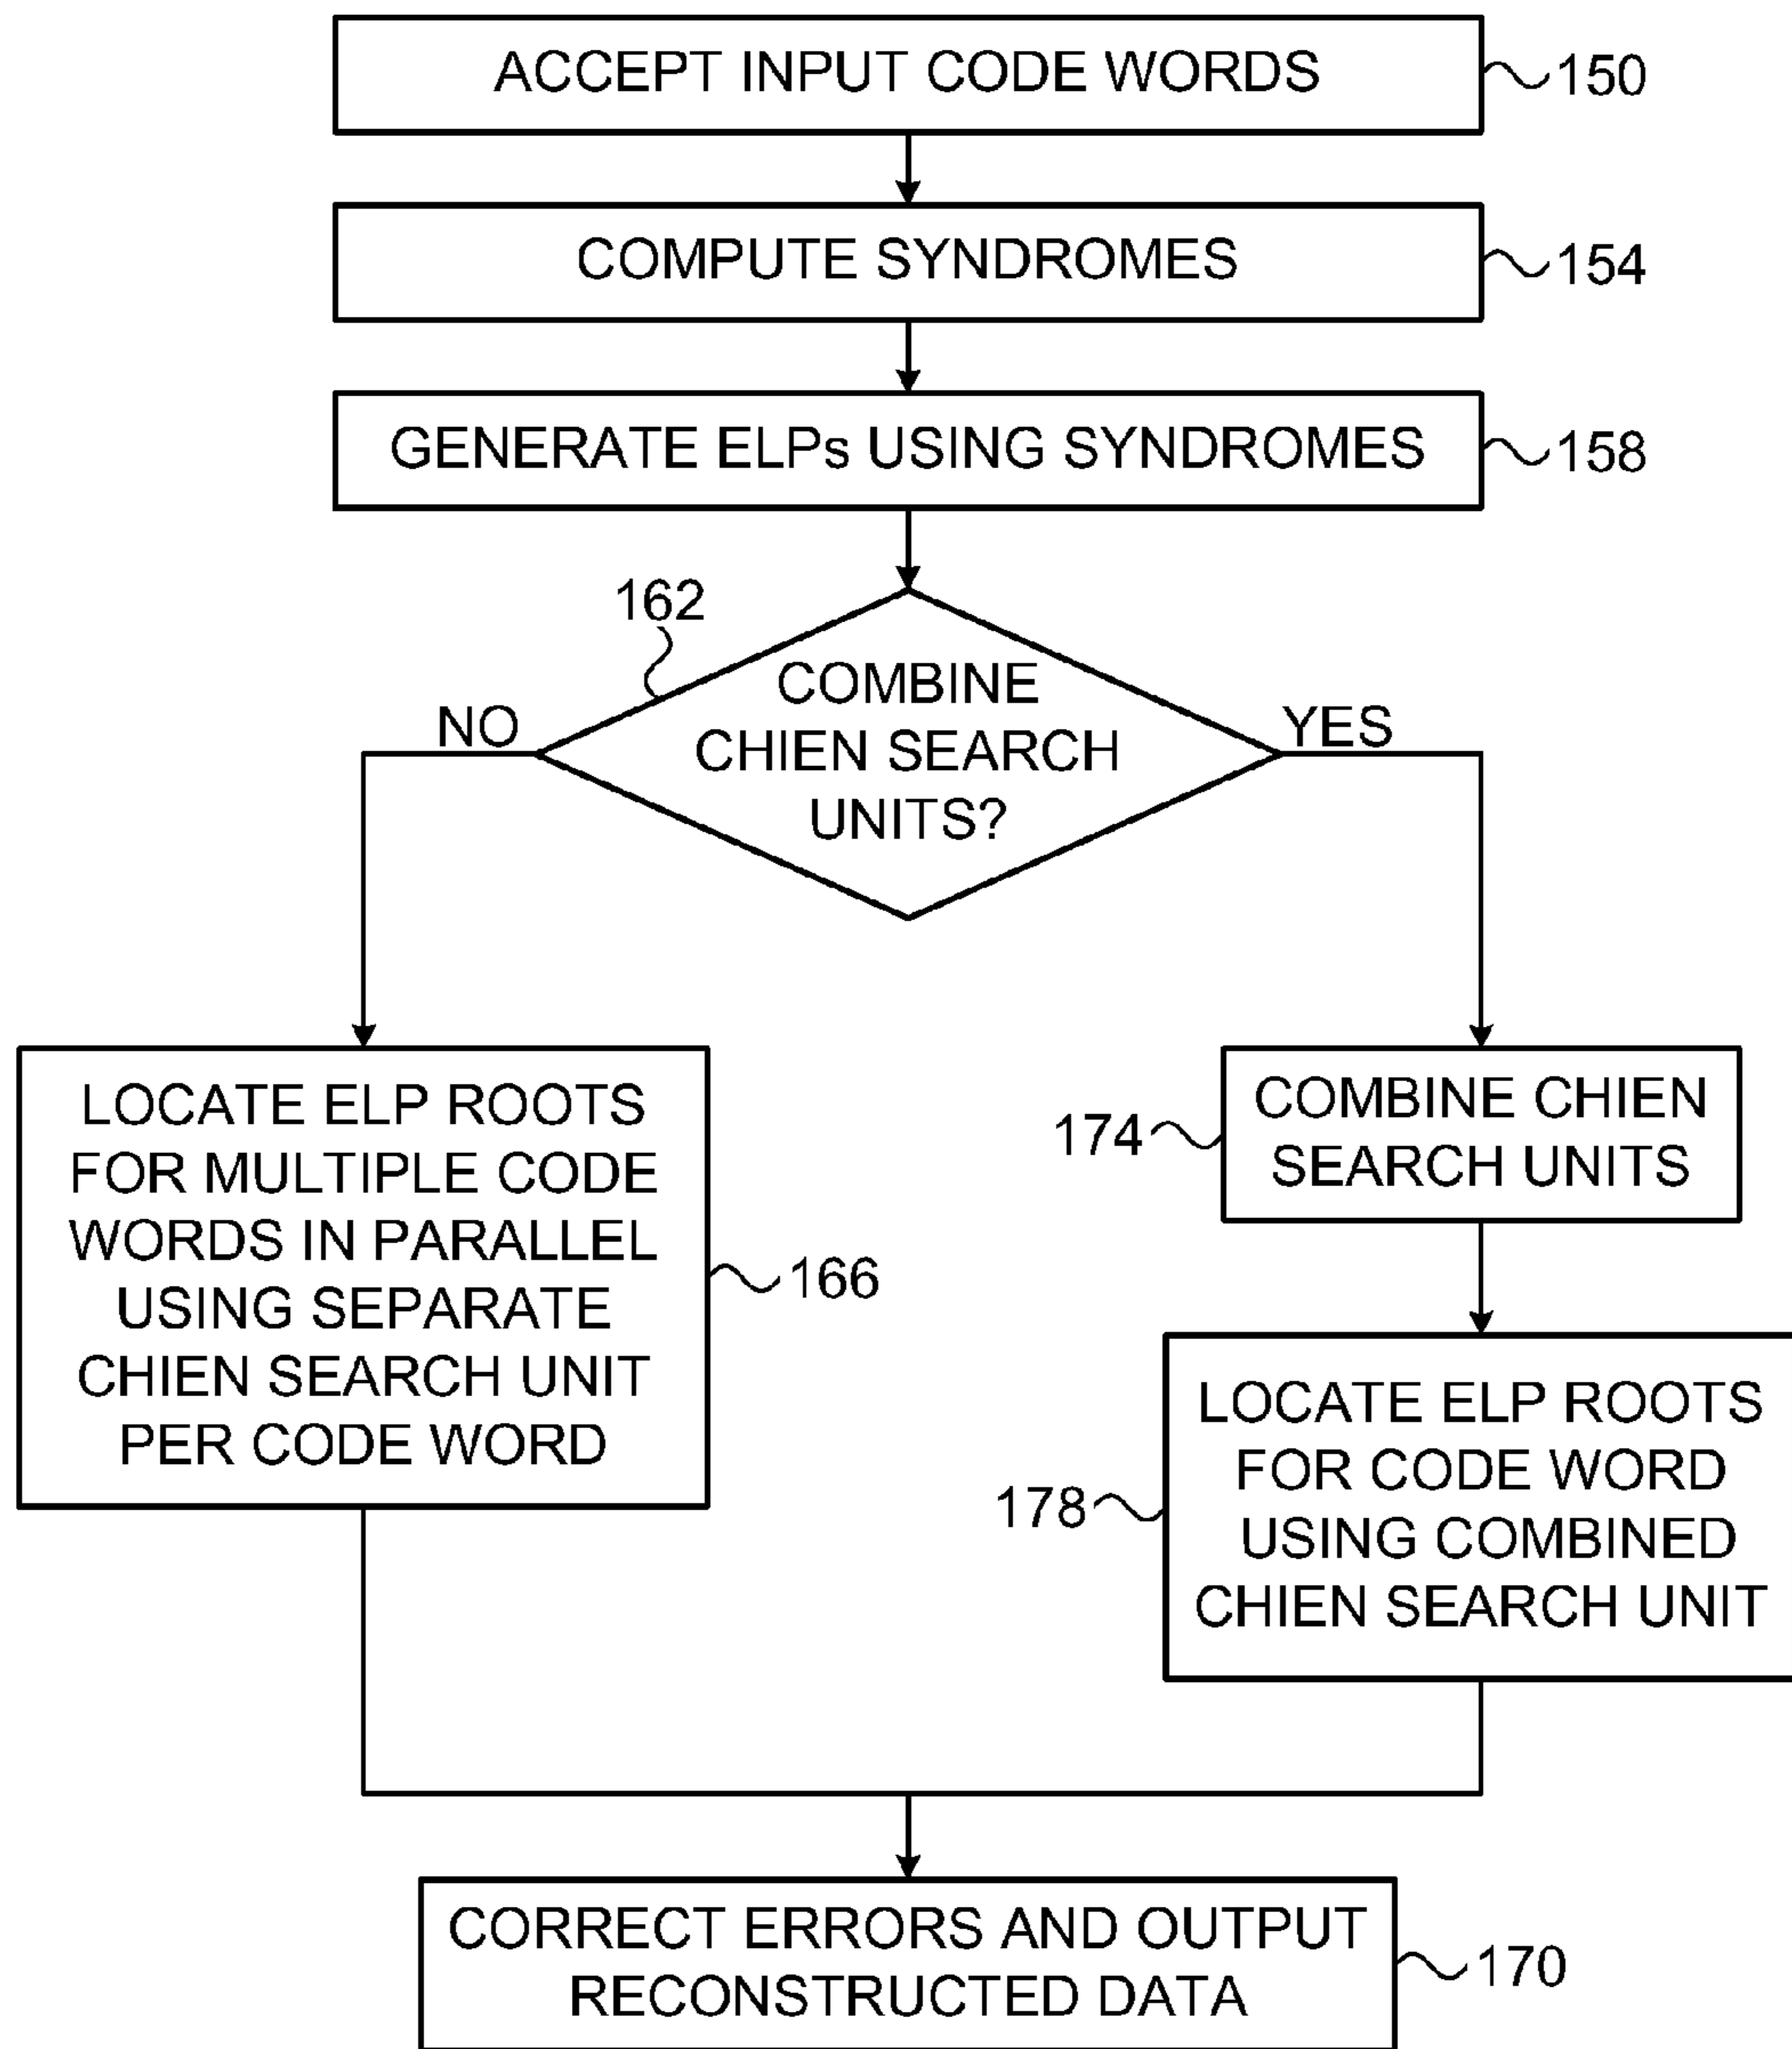 ACCEPT INPUT CODE WORDS
150
COMPUTE SYNDROMES
154
GENERATE ELPs USING SYNDROMES
158
162
COMBINE
CHIEN SEARCH
UNITS?
NO
YES
LOCATE ELP ROOTS
FOR MULTIPLE CODE
WORDS IN PARALLEL
USING SEPARATE
CHIEN SEARCH UNIT
PER CODE WORD
166
COMBINE CHIEN
SEARCH UNITS
174
LOCATE ELP ROOTS
FOR CODE WORD
USING COMBINED
CHIEN SEARCH UNIT
178
CORRECT ERRORS AND OUTPUT
RECONSTRUCTED DATA
170